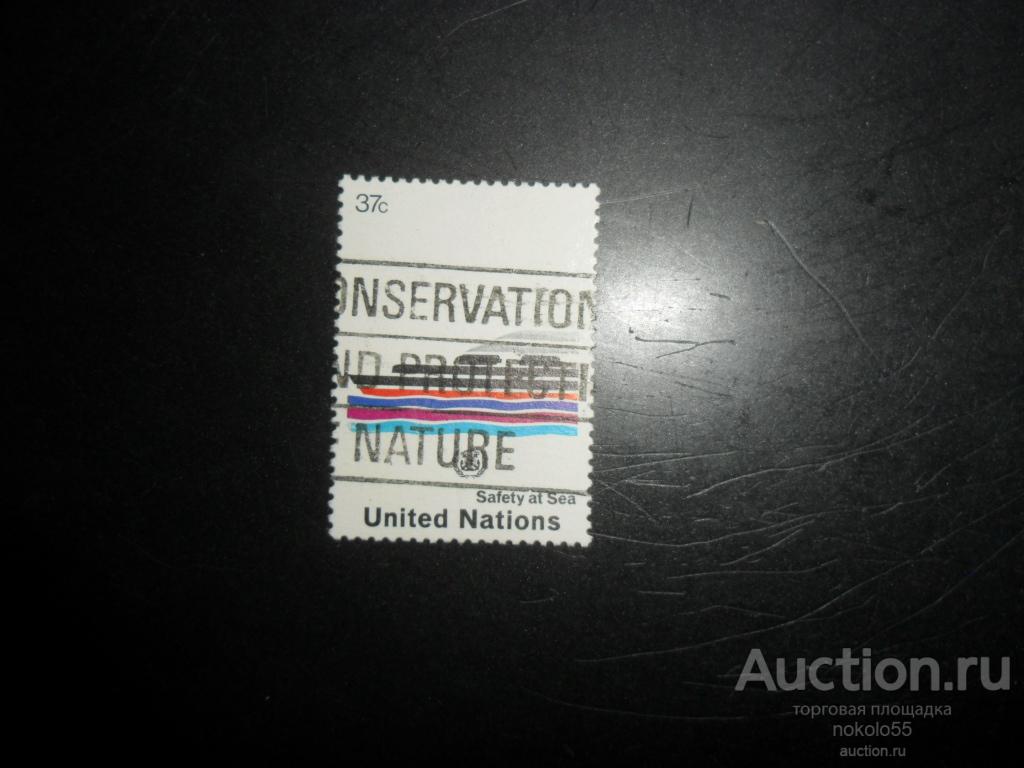 37c
ONSERVATION
ND PROTECTI
NATURE
Safety at Sea
United Nations
Auction.ru
торговая площадка
nokolo55
auction.ru